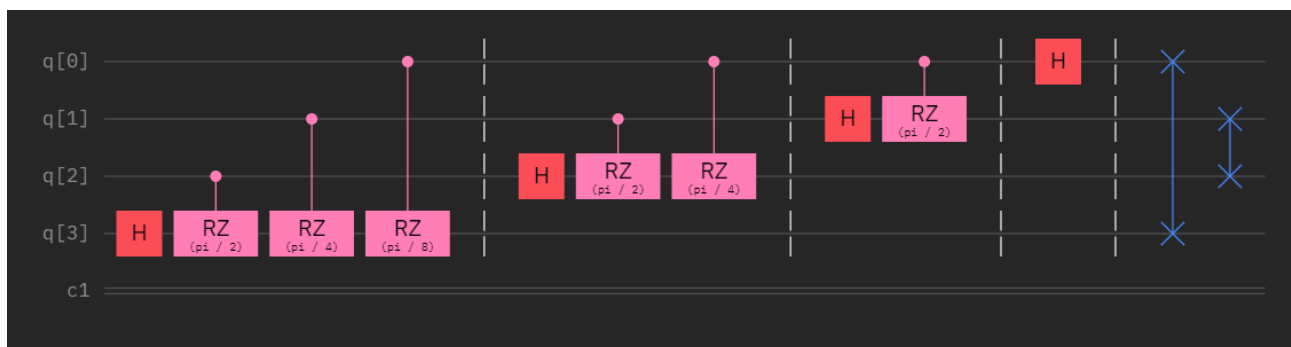 q[0] H
q[1] H RZ (pi / 2)
q[2] H RZ (pi / 2) RZ (pi / 4)
q[3] H RZ (pi / 2) RZ (pi / 4) RZ (pi / 8)
c1